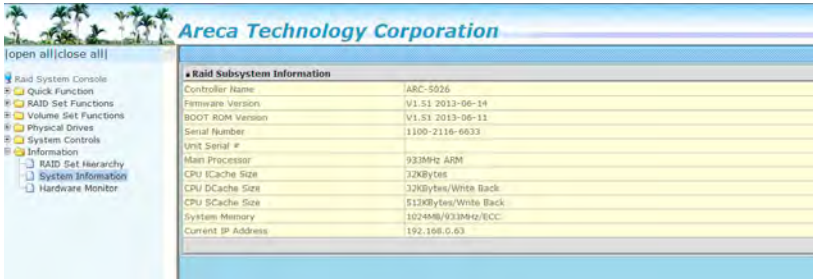 Areca Technology Corporation
|open all|close all|
Raid System Console
Quick Function
RAID Set Functions
Volume Set Functions
Physical Drives
System Controls
Information
RAID Set Hierarchy
System Information
Hardware Monitor
Raid Subsystem Information
Controller Name ARC-5026
Firmware Version V1.51 2013-06-14
BOOT ROM Version V1.51 2013-06-11
Serial Number 1100-2116-6633
Unit Serial #
Main Processor 933MHz ARM
CPU ICache Size 32KBytes
CPU DCache Size 32KBytes/Write Back
CPU SCache Size 512KBytes/Write Back
System Memory 1024MB/933MHz/ECC
Current IP Address 192.168.0.63